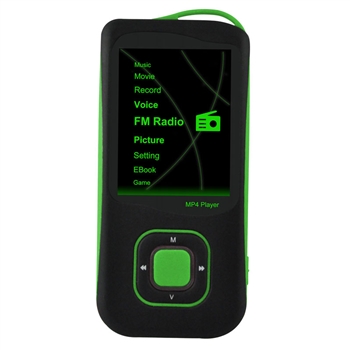 Music
Movie
Record
Voice
FM Radio
Picture
Setting
EBook
Game
MP4 Player
M
V